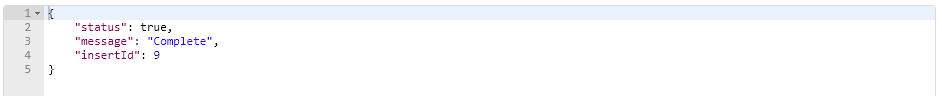 1 {
2 "status": true,
3 "message": "Complete",
4 "insertId": 9
5 }